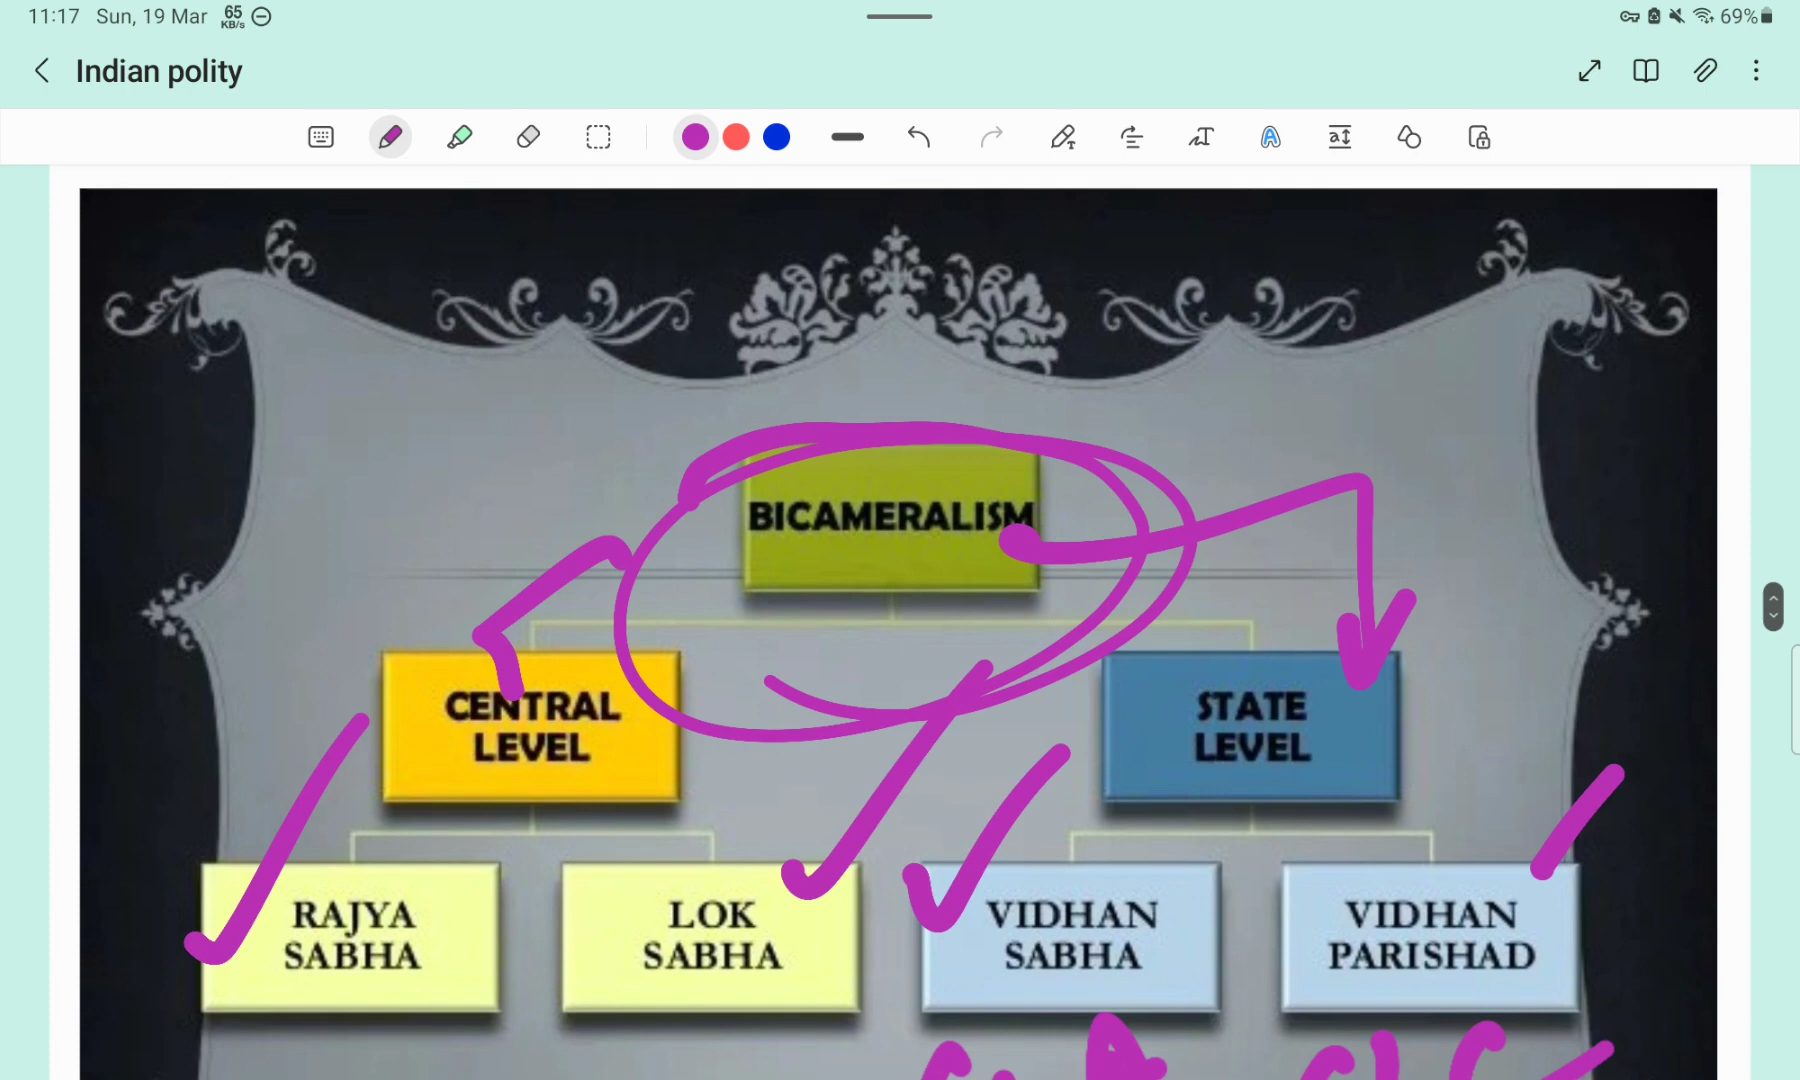 11:17 Sun, 19 Mar 65 KB/s 69%
Indian polity
BICAMERALISM
CENTRAL
LEVEL
STATE
LEVEL
RAJYA
SABHA
LOK
SABHA
VIDHAN
SABHA
VIDHAN
PARISHAD